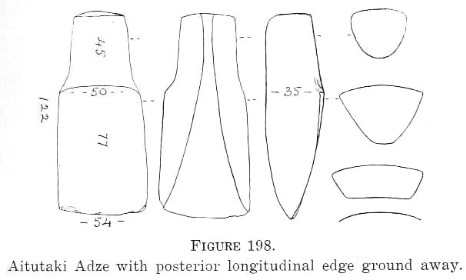 45
- 50 -
- 35 -
122
77
- 54 -
FIGURE 198.
Aitutaki Adze with posterior longitudinal edge ground away.